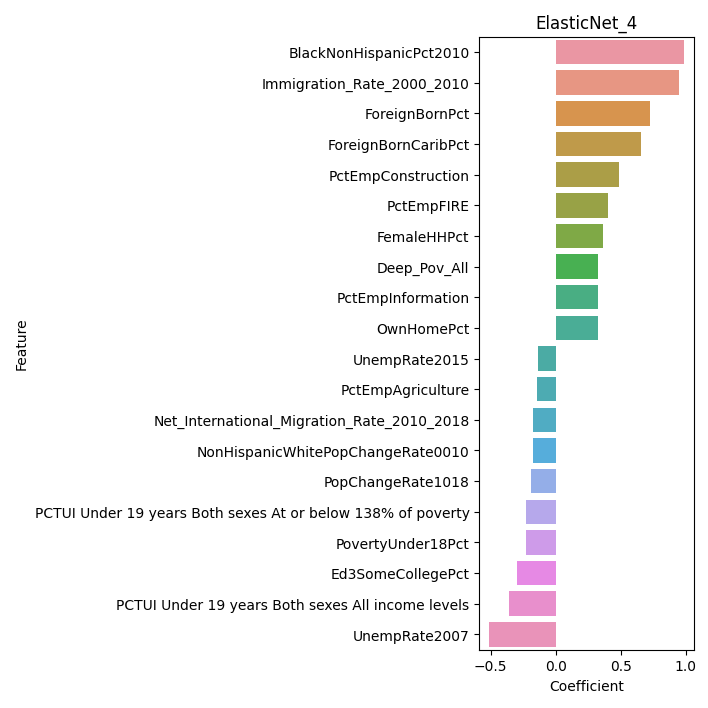 ElasticNet_4
BlackNonHispanicPct2010
Immigration_Rate_2000_2010
ForeignBornPct
ForeignBornCaribPct
PctEmpConstruction
PctEmpFIRE
FemaleHHPct
Deep_Pov_All
PctEmpInformation
OwnHomePct
UnempRate2015
PctEmpAgriculture
Net_International_Migration_Rate_2010_2018
NonHispanicWhitePopChangeRate0010
PopChangeRate1018
PCTUI Under 19 years Both sexes At or below 138% of poverty
PovertyUnder18Pct
Ed3SomeCollegePct
PCTUI Under 19 years Both sexes All income levels
UnempRate2007
Feature
−0.5 0.0 0.5 1.0
Coefficient